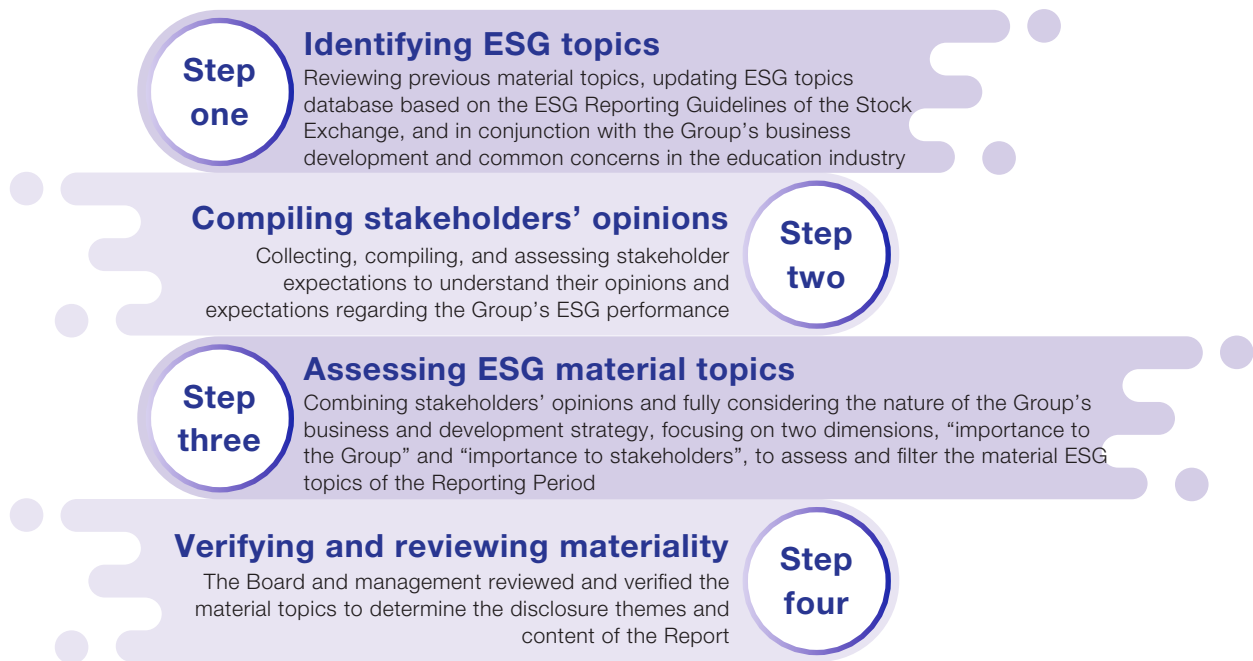 Step
one
Identifying ESG topics
Reviewing previous material topics, updating ESG topics
database based on the ESG Reporting Guidelines of the Stock
Exchange, and in conjunction with the Group’s business
development and common concerns in the education industry
Compiling stakeholders’ opinions
Collecting, compiling, and assessing stakeholder
expectations to understand their opinions and
expectations regarding the Group’s ESG performance
Step
two
Step
three
Assessing ESG material topics
Combining stakeholders’ opinions and fully considering the nature of the Group’s
business and development strategy, focusing on two dimensions, “importance to
the Group” and “importance to stakeholders”, to assess and filter the material ESG
topics of the Reporting Period
Verifying and reviewing materiality
The Board and management reviewed and verified the
material topics to determine the disclosure themes and
content of the Report
Step
four